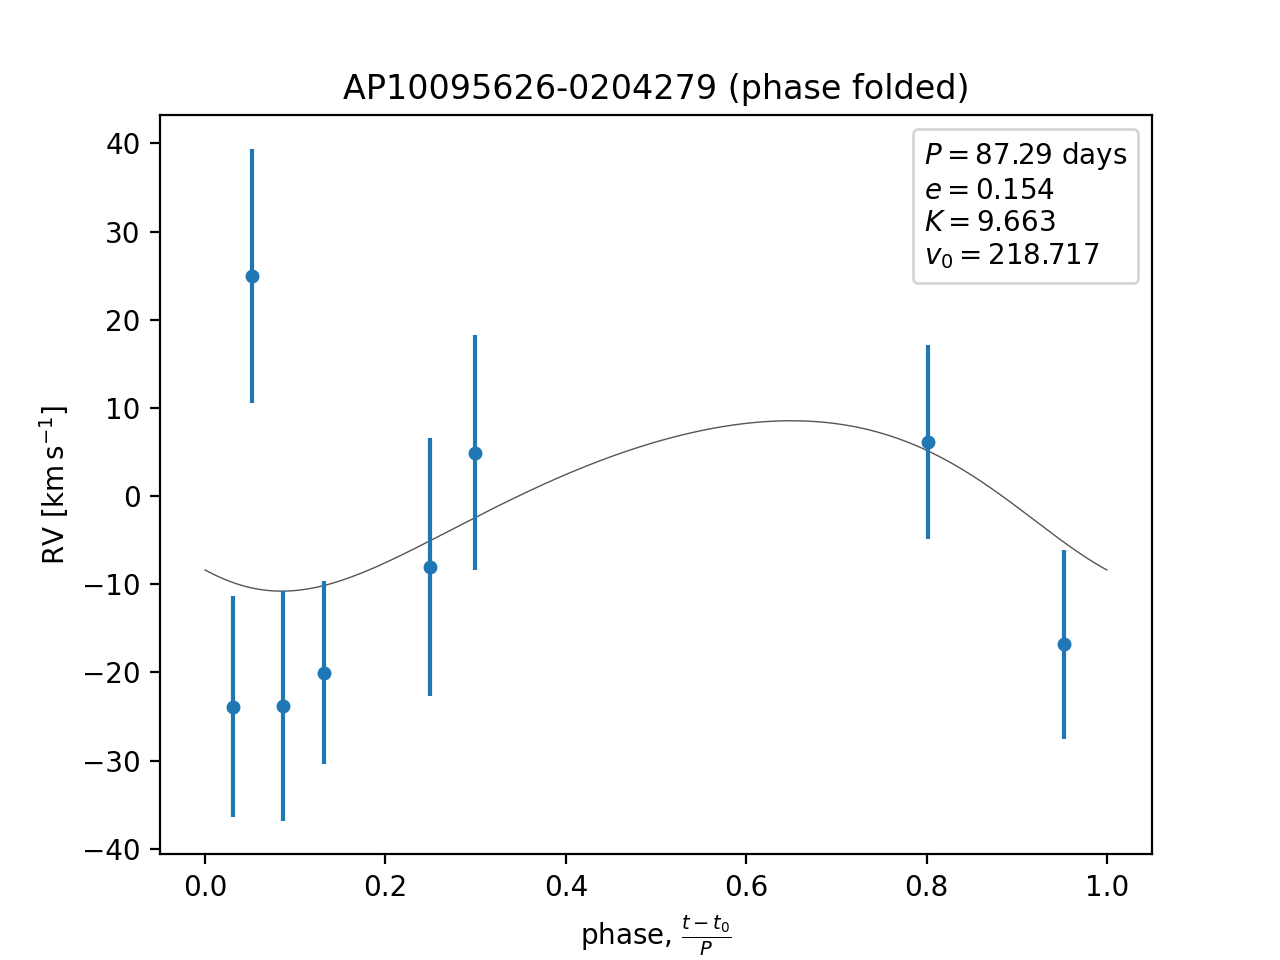 AP10095626-0204279 (phase folded)
P = 87.29 days
e = 0.154
K = 9.663
v₀ = 218.717
RV [km s⁻¹]
40
30
20
10
0
−10
−20
−30
−40
0.0 0.2 0.4 0.6 0.8 1.0
phase, (t − t₀)/P